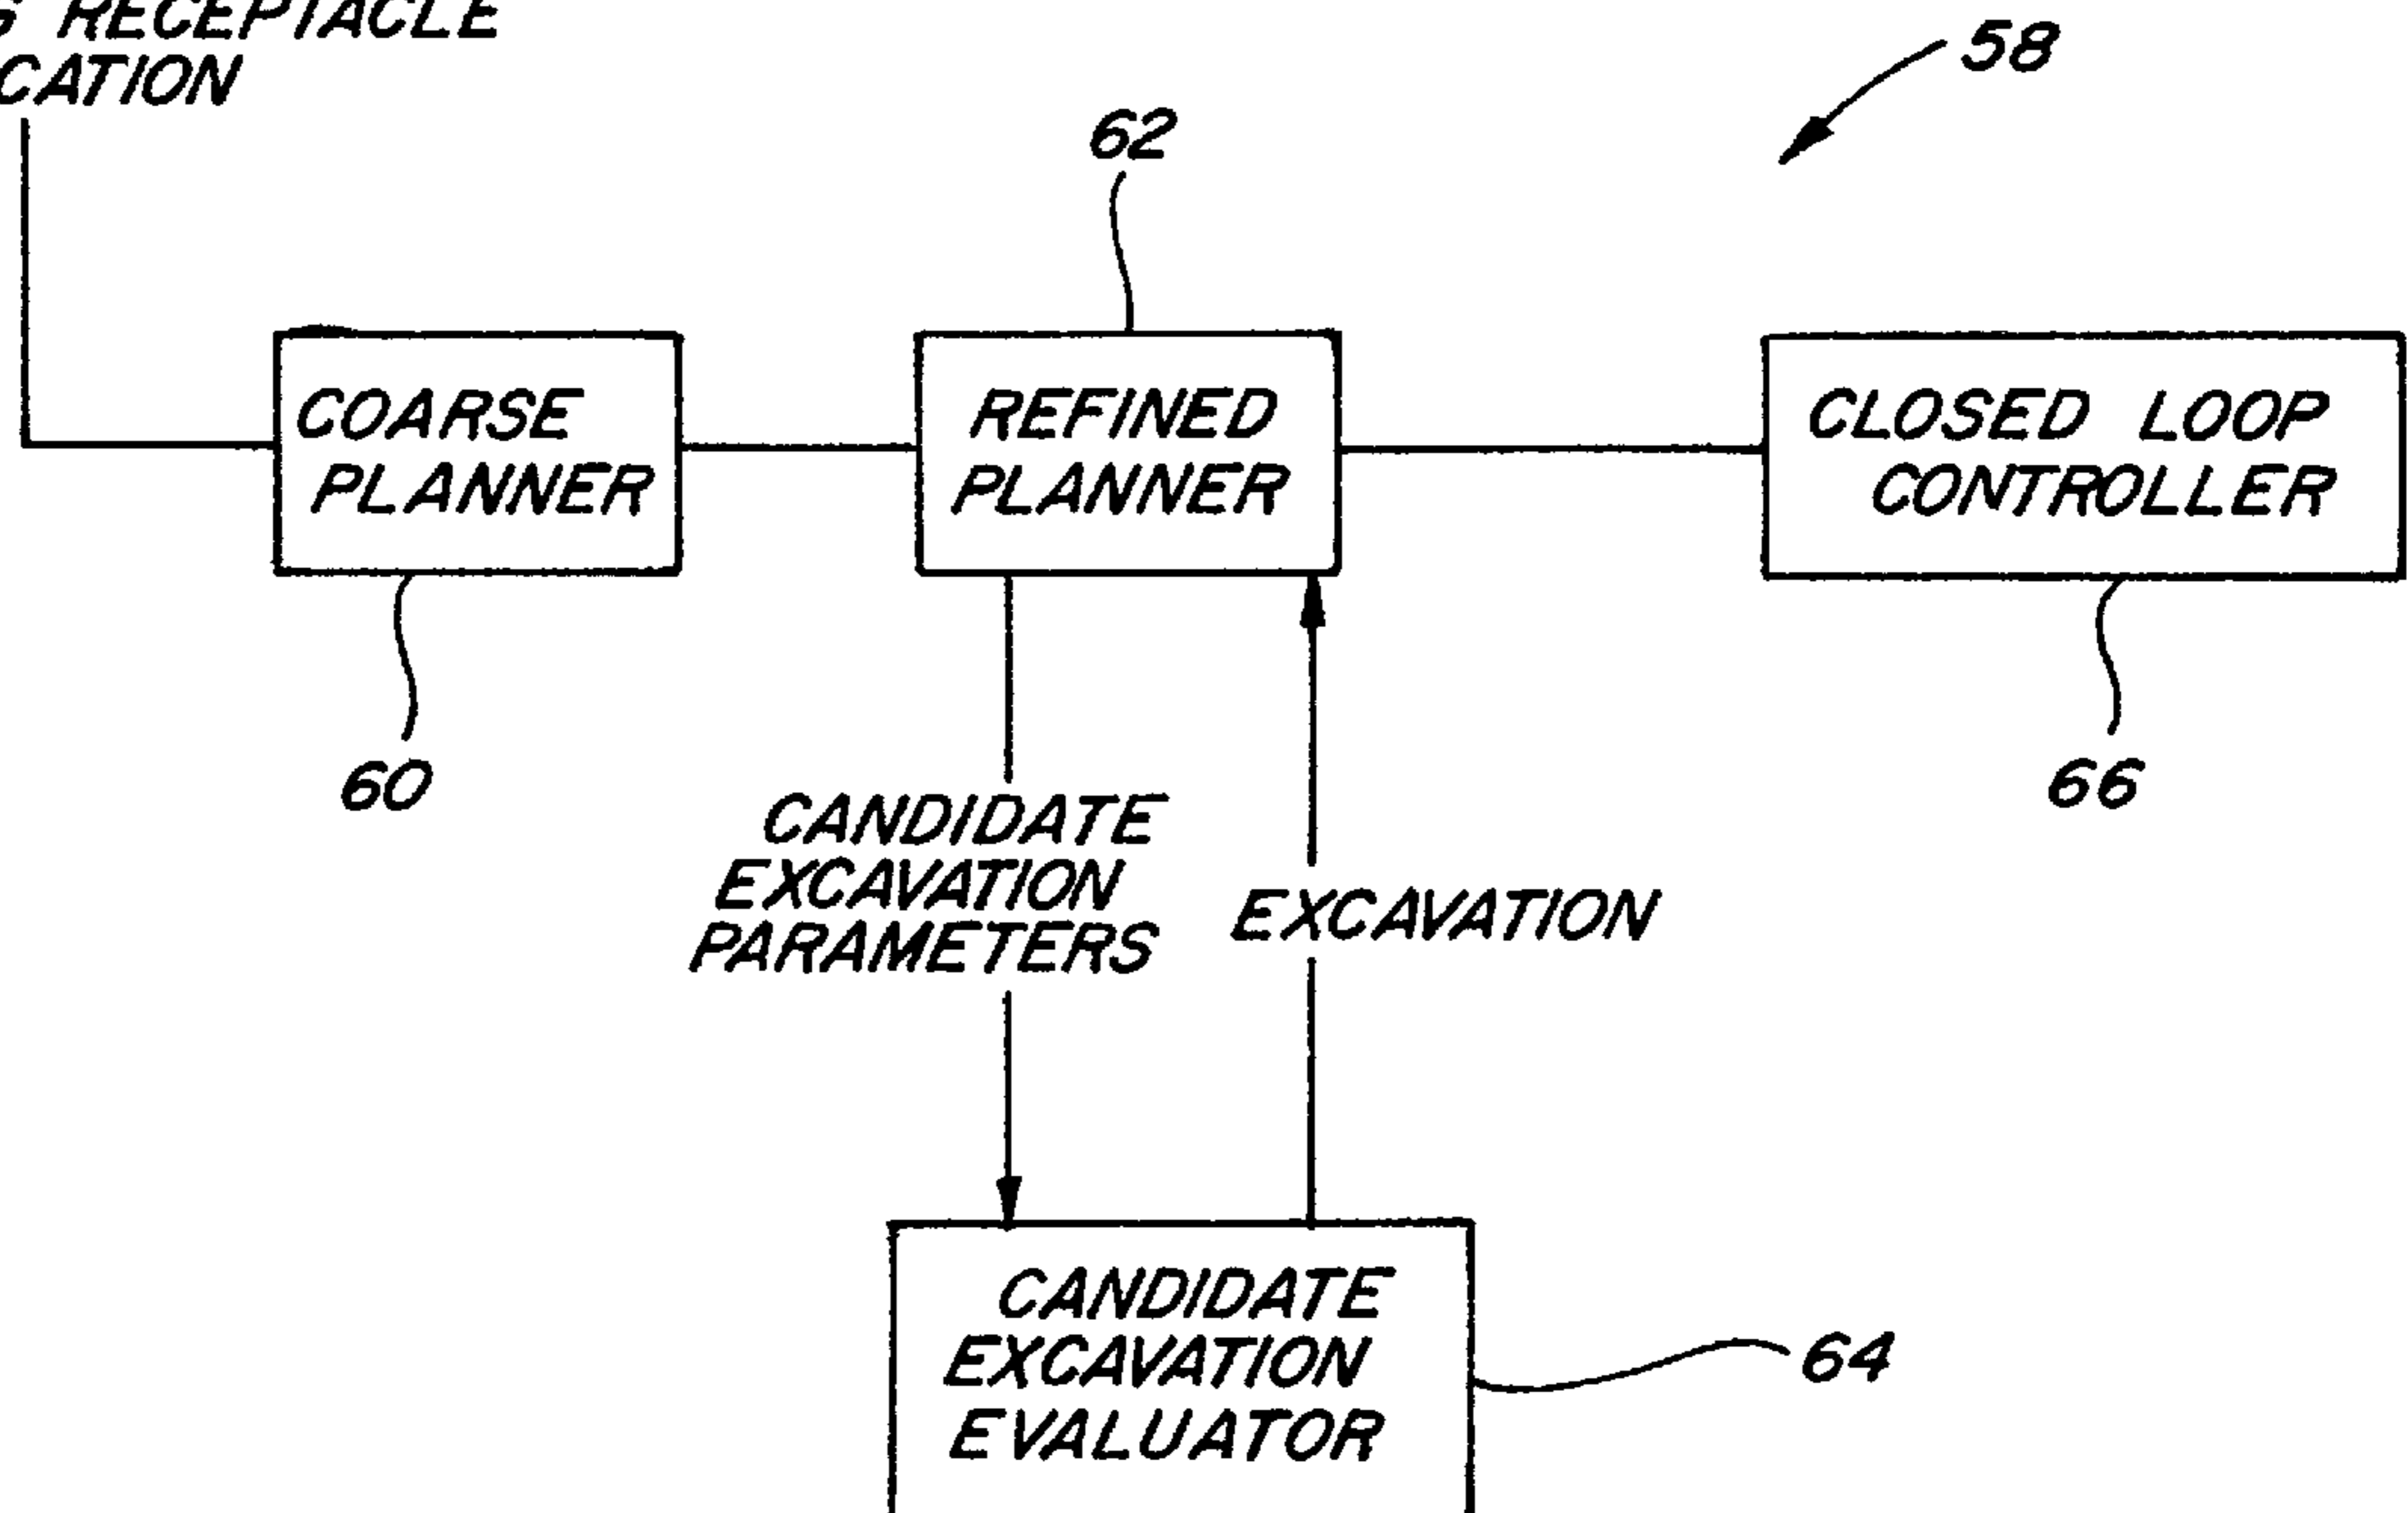 RECEPTACLE
58
62
COARSE
PLANNER
REFINED
PLANNER
CLOSED LOOP
CONTROLLER
60
66
CANDIDATE
EXCAVATION
PARAMETERS
EXCAVATION
CANDIDATE
EXCAVATION
EVALUATOR
64